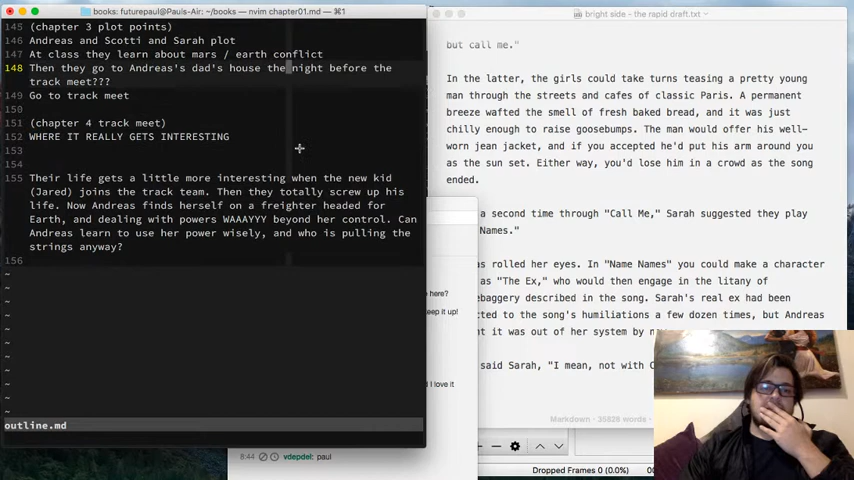 books: futurepaul@Pauls-Air: ~/books — nvim chapter01.md — ⌘1
145 (chapter 3 plot points)
146 Andreas and Scotti and Sarah plot
147 At class they learn about mars / earth conflict
148 Then they go to Andreas's dad's house the night before the
track meet???
149 Go to track meet
150
151 (chapter 4 track meet)
152 WHERE IT REALLY GETS INTERESTING
153
154
155 Their life gets a little more interesting when the new kid
(Jared) joins the track team. Then they totally screw up his
life. Now Andreas finds herself on a freighter headed for
Earth, and dealing with powers WAAAYYY beyond her control. Can
Andreas learn to use her power wisely, and who is pulling the
strings anyway?
156
~
~
~
~
~
~
~
~
~
~
~
outline.md
bright side - the rapid draft.txt
but call me."
In the latter, the girls could take turns teasing a pretty young
man through the streets and cafes of classic Paris. A permanent
breeze wafted the smell of fresh baked bread, and it was just
chilly enough to raise goosebumps. The man would offer his well-
worn jean jacket, and if you accepted he'd put his arm around you
as the sun set. Either way, you'd lose him in a crowd as the song
ended.
a second time through "Call Me," Sarah suggested they play
Names."
as rolled her eyes. In "Name Names" you could make a character
as "The Ex," who would then engage in the litany of
ebaggery described in the song. Sarah's real ex had been
cted to the song's humiliations a few dozen times, but Andreas
t it was out of her system by
said Sarah, "I mean, not with
Markdown - 35828 words
here?
eep it up!
I love it
8:44 vdepdel: paul
Dropped Frames 0 (0.0%)